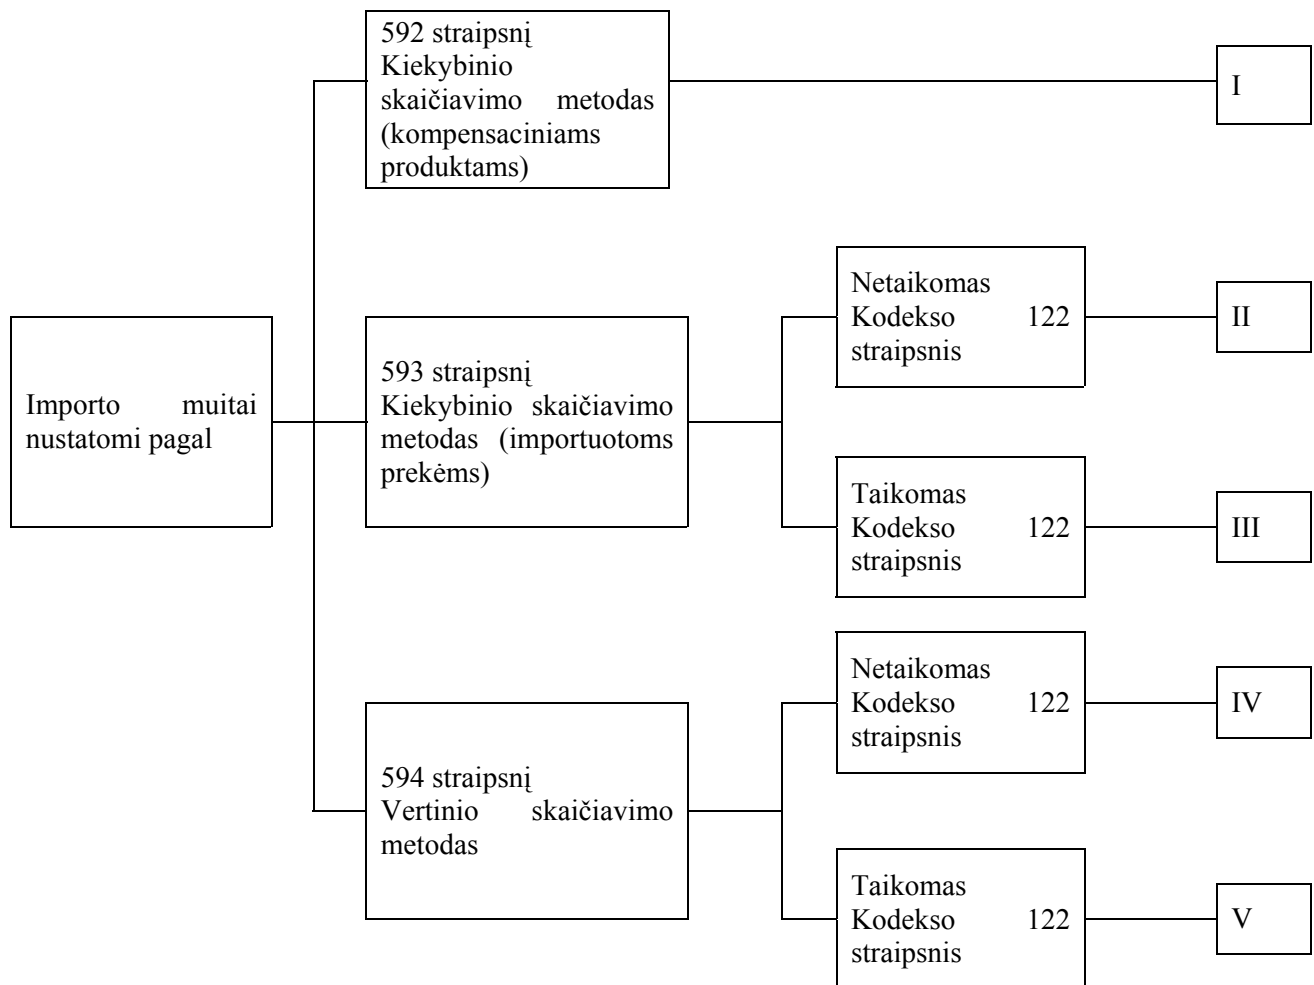 592 straipsnį
Kiekybinio
skaičiavimo metodas
(kompensaciniams
produktams)
I
Netaikomas
Kodekso 122
straipsnis
II
Importo muitai
nustatomi pagal
593 straipsnį
Kiekybinio skaičiavimo
metodas (importuotoms
prekėms)
Taikomas
Kodekso 122
straipsnis
III
Netaikomas
Kodekso 122
straipsnis
IV
594 straipsnį
Vertinio skaičiavimo
metodas
Taikomas
Kodekso 122
straipsnis
V